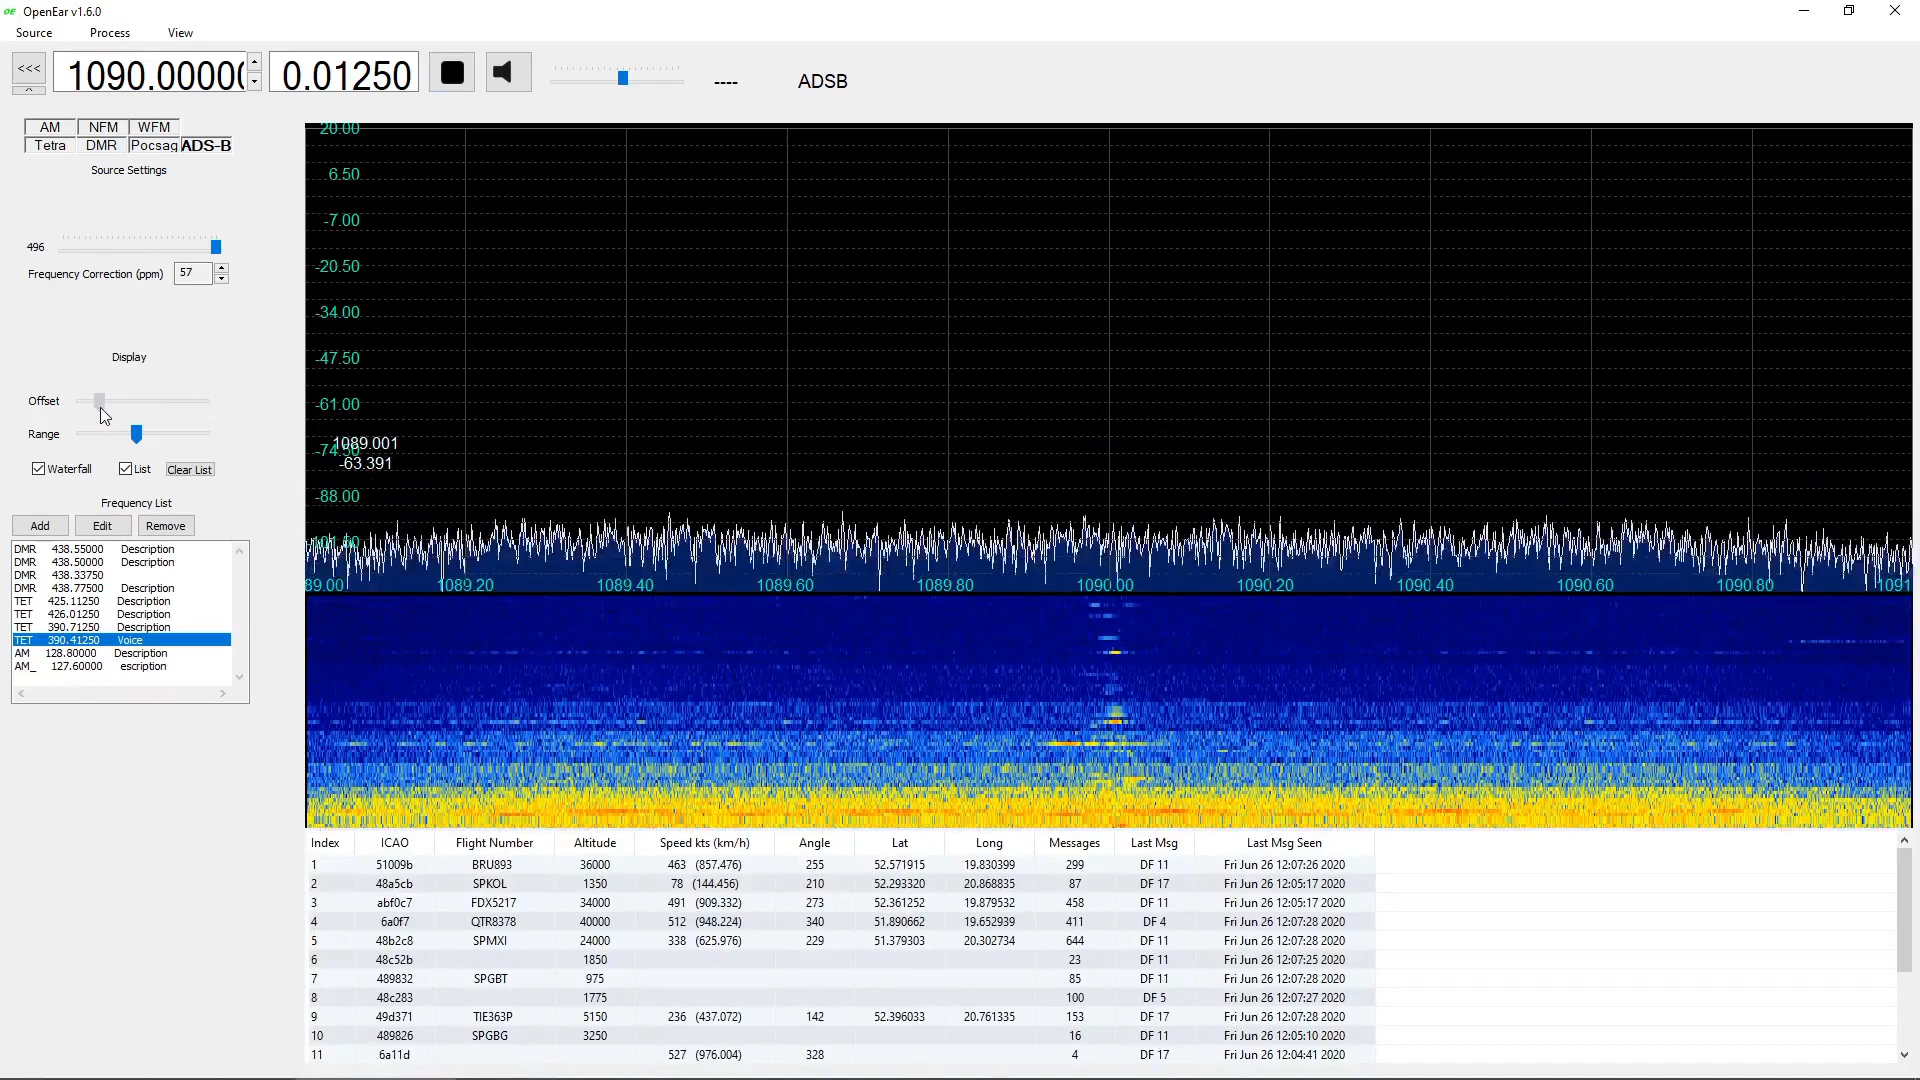 OE OpenEar v1.6.0
Source Process View
<<< 1090.0000 0.01250 ---- ADSB
^
AM NFM WFM
Tetra DMR Pocsag ADS-B
Source Settings
496
Frequency Correction (ppm) 57
Display
Offset
Range
Waterfall List Clear List
Frequency List
Add Edit Remove
DMR 438.55000 Description
DMR 438.50000 Description
DMR 438.33750
DMR 438.77500 Description
TET 425.11250 Description
TET 426.01250 Description
TET 390.71250 Description
TET 390.41250 Voice
AM 128.80000 Description
AM_ 127.60000 escription
20.00
6.50
-7.00
-20.50
-34.00
-47.50
-61.00
1089.001
-74.50
-63.391
-88.00
-101.50
89.00 1089.20 1089.40 1089.60 1089.80 1090.00 1090.20 1090.40 1090.60 1090.80 1091
Index ICAO Flight Number Altitude Speed kts (km/h) Angle Lat Long Messages Last Msg Last Msg Seen
1 51009b BRU893 36000 463 (857.476) 255 52.571915 19.830399 299 DF 11 Fri Jun 26 12:07:26 2020
2 48a5cb SPKOL 1350 78 (144.456) 210 52.293320 20.868835 87 DF 17 Fri Jun 26 12:05:17 2020
3 abf0c7 FDX5217 34000 491 (909.332) 273 52.361252 19.879532 458 DF 11 Fri Jun 26 12:05:17 2020
4 6a0f7 QTR8378 40000 512 (948.224) 340 51.890662 19.652939 411 DF 4 Fri Jun 26 12:07:28 2020
5 48b2c8 SPMXI 24000 338 (625.976) 229 51.379303 20.302734 644 DF 11 Fri Jun 26 12:07:28 2020
6 48c52b 1850 23 DF 11 Fri Jun 26 12:07:25 2020
7 489832 SPGBT 975 85 DF 11 Fri Jun 26 12:07:28 2020
8 48c283 1775 100 DF 5 Fri Jun 26 12:07:27 2020
9 49d371 TIE363P 5150 236 (437.072) 142 52.396033 20.761335 153 DF 17 Fri Jun 26 12:07:28 2020
10 489826 SPGBG 3250 16 DF 11 Fri Jun 26 12:05:10 2020
11 6a11d 527 (976.004) 328 4 DF 17 Fri Jun 26 12:04:41 2020